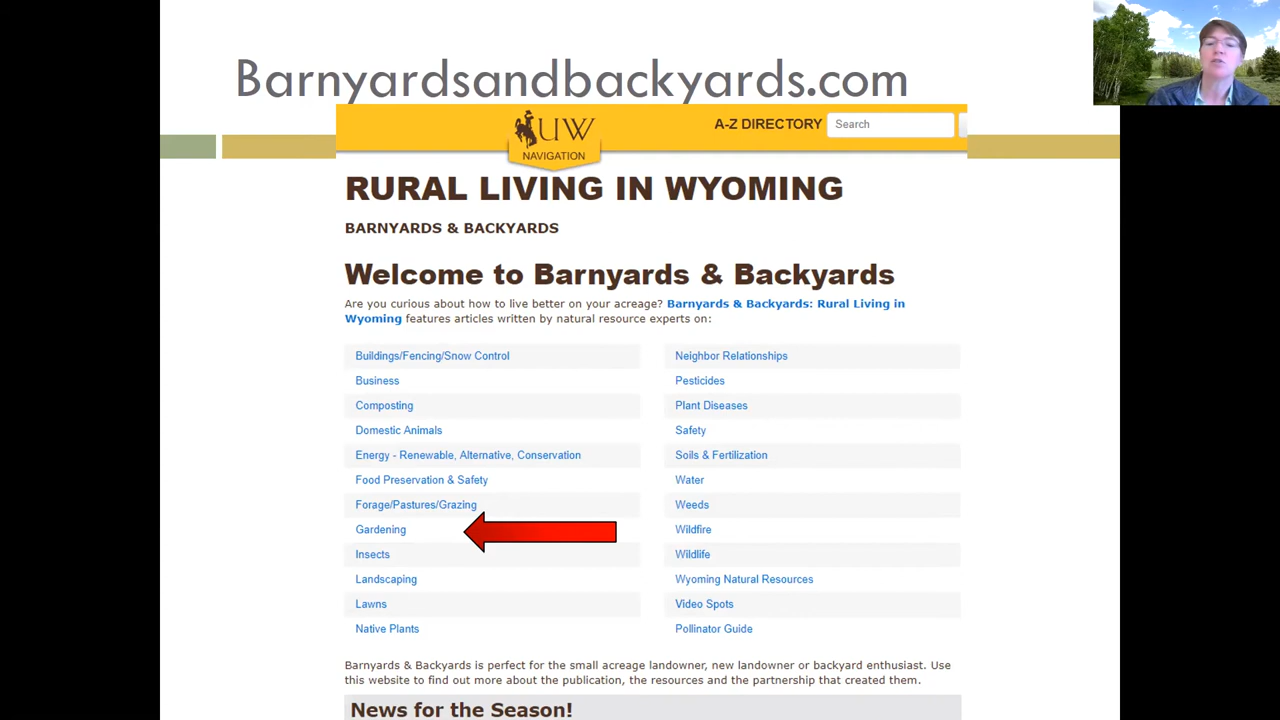 Barnyardsandbackyards.com
UW
NAVIGATION
A-Z DIRECTORY
Search
RURAL LIVING IN WYOMING
BARNYARDS & BACKYARDS
Welcome to Barnyards & Backyards
Are you curious about how to live better on your acreage? Barnyards & Backyards: Rural Living in
Wyoming features articles written by natural resource experts on:
Buildings/Fencing/Snow Control
Business
Composting
Domestic Animals
Energy - Renewable, Alternative, Conservation
Food Preservation & Safety
Forage/Pastures/Grazing
Gardening
Insects
Landscaping
Lawns
Native Plants
Neighbor Relationships
Pesticides
Plant Diseases
Safety
Soils & Fertilization
Water
Weeds
Wildfire
Wildlife
Wyoming Natural Resources
Video Spots
Pollinator Guide
Barnyards & Backyards is perfect for the small acreage landowner, new landowner or backyard enthusiast. Use
this website to find out more about the publication, the resources and the partnership that created them.
News for the Season!